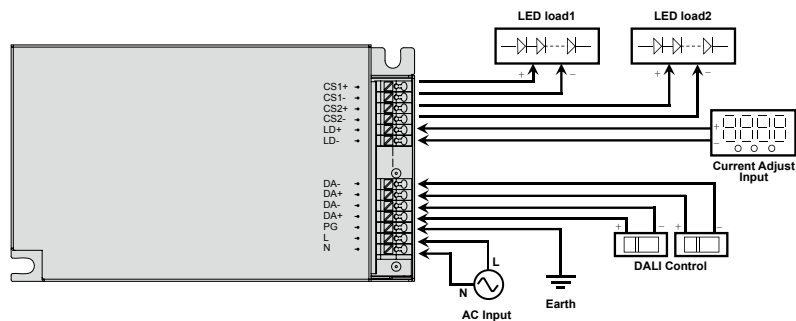 LED load1
LED load2
CS1+
CS1-
CS2+
CS2-
LD+
LD-
+ −
+ −
+
−
Current Adjust
Input
DA-
DA+
DA-
DA+
PG
L
N
+ − + −
DALI Control
L
N
AC Input
Earth